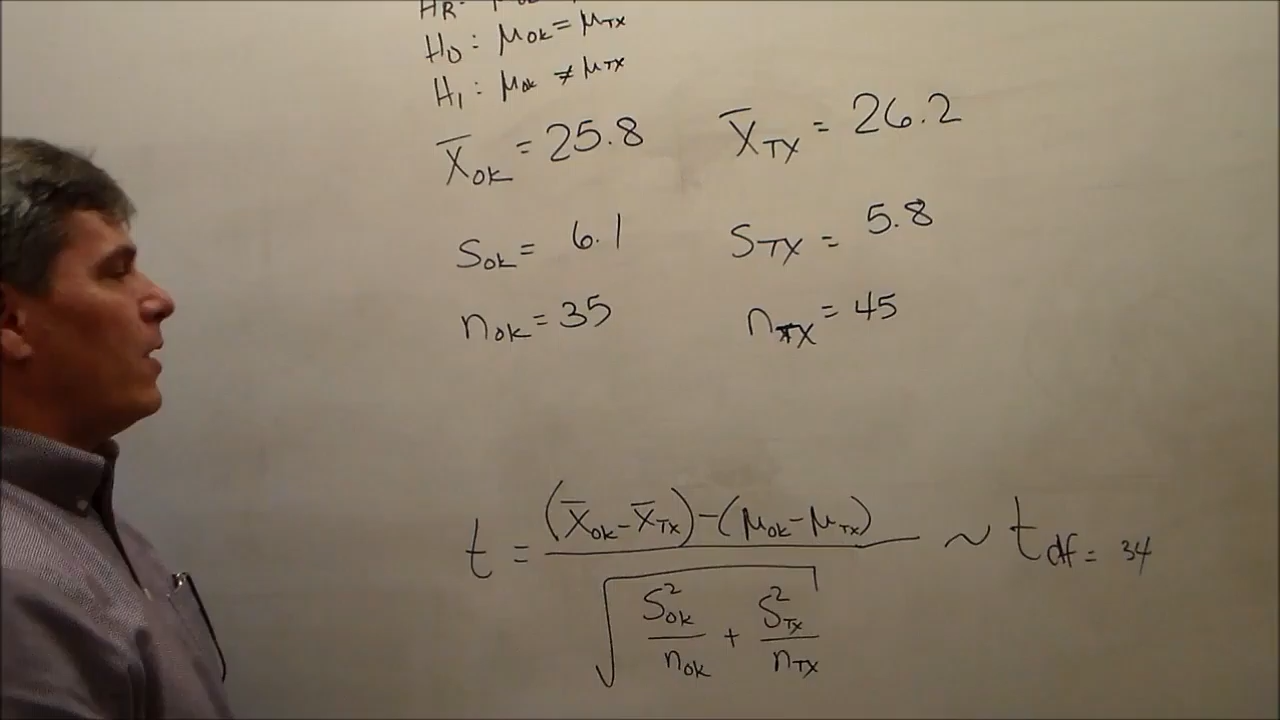 H₀ : μOK = μTX
H₁ : μOK ≠ μTX
X̄OK = 25.8 X̄TX = 26.2
SOK = 6.1 STX = 5.8
nOK = 35 nTX = 45
t = (X̄OK - X̄TX) - (μOK - μTX) / √(S²OK / nOK + S²TX / nTX) ~ t df = 34